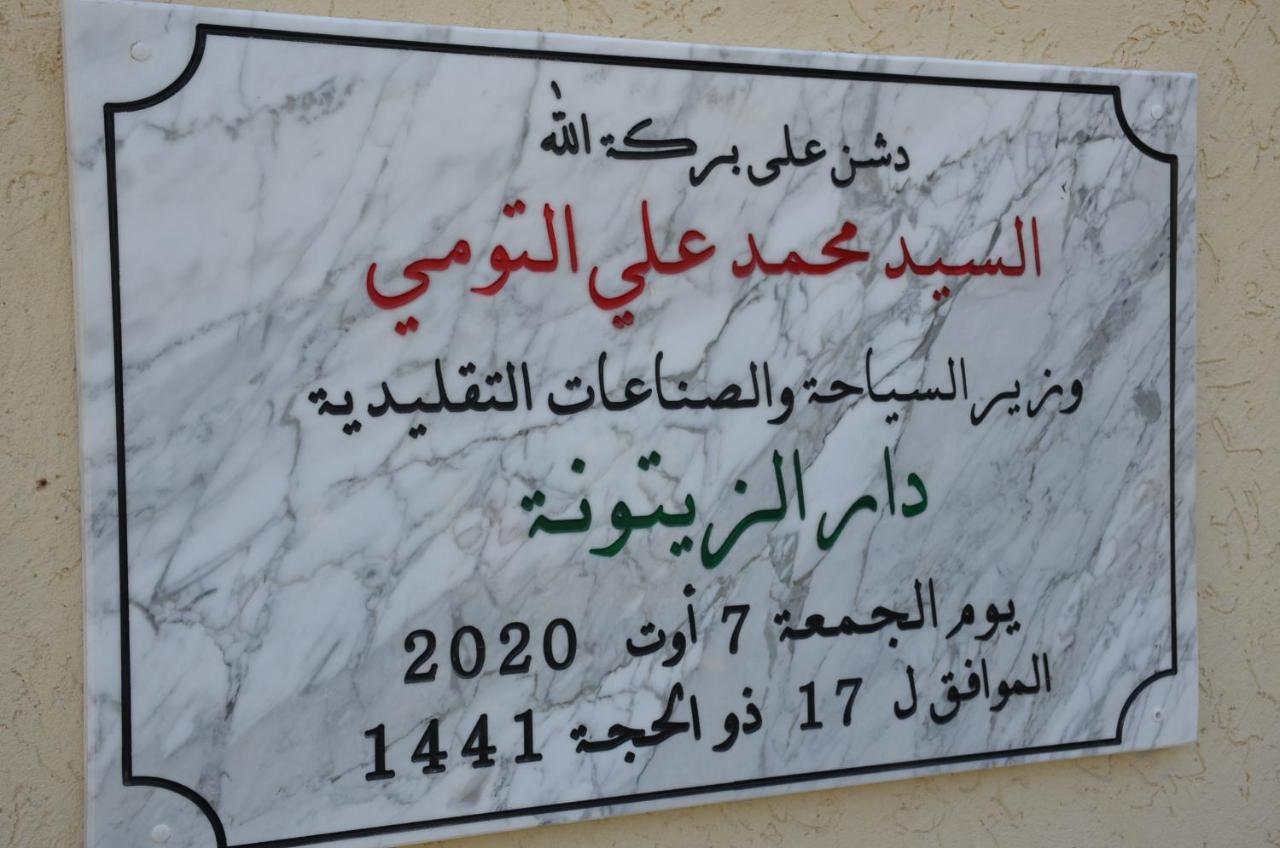 دشن على بركة الله
السيد محمد علي التومي
وزير السياحة والصناعات التقليدية
دار الزيتونة
يوم الجمعة 7 أوت 2020
الموافق ل 17 ذو الحجة 1441